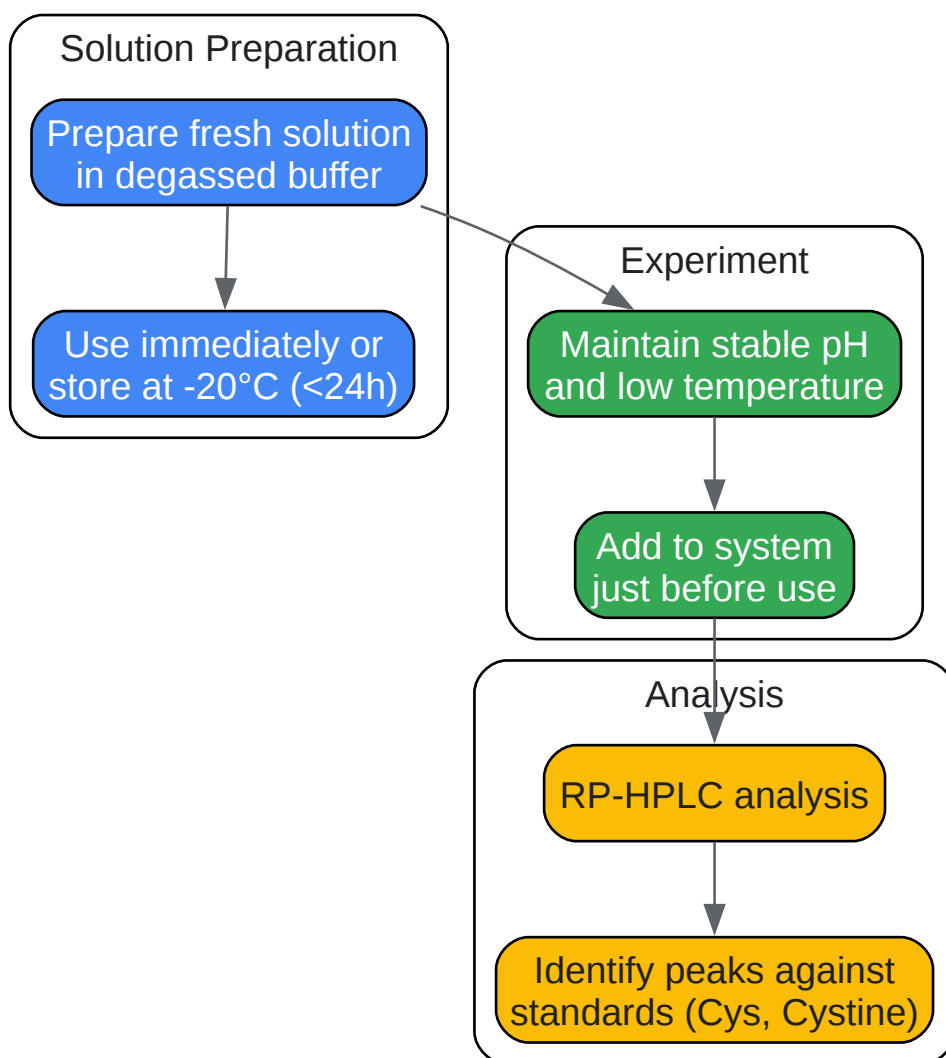 Solution Preparation
Prepare fresh solution
in degassed buffer
Use immediately or
store at -20°C (<24h)
Experiment
Maintain stable pH
and low temperature
Add to system
just before use
Analysis
RP-HPLC analysis
Identify peaks against
standards (Cys, Cystine)